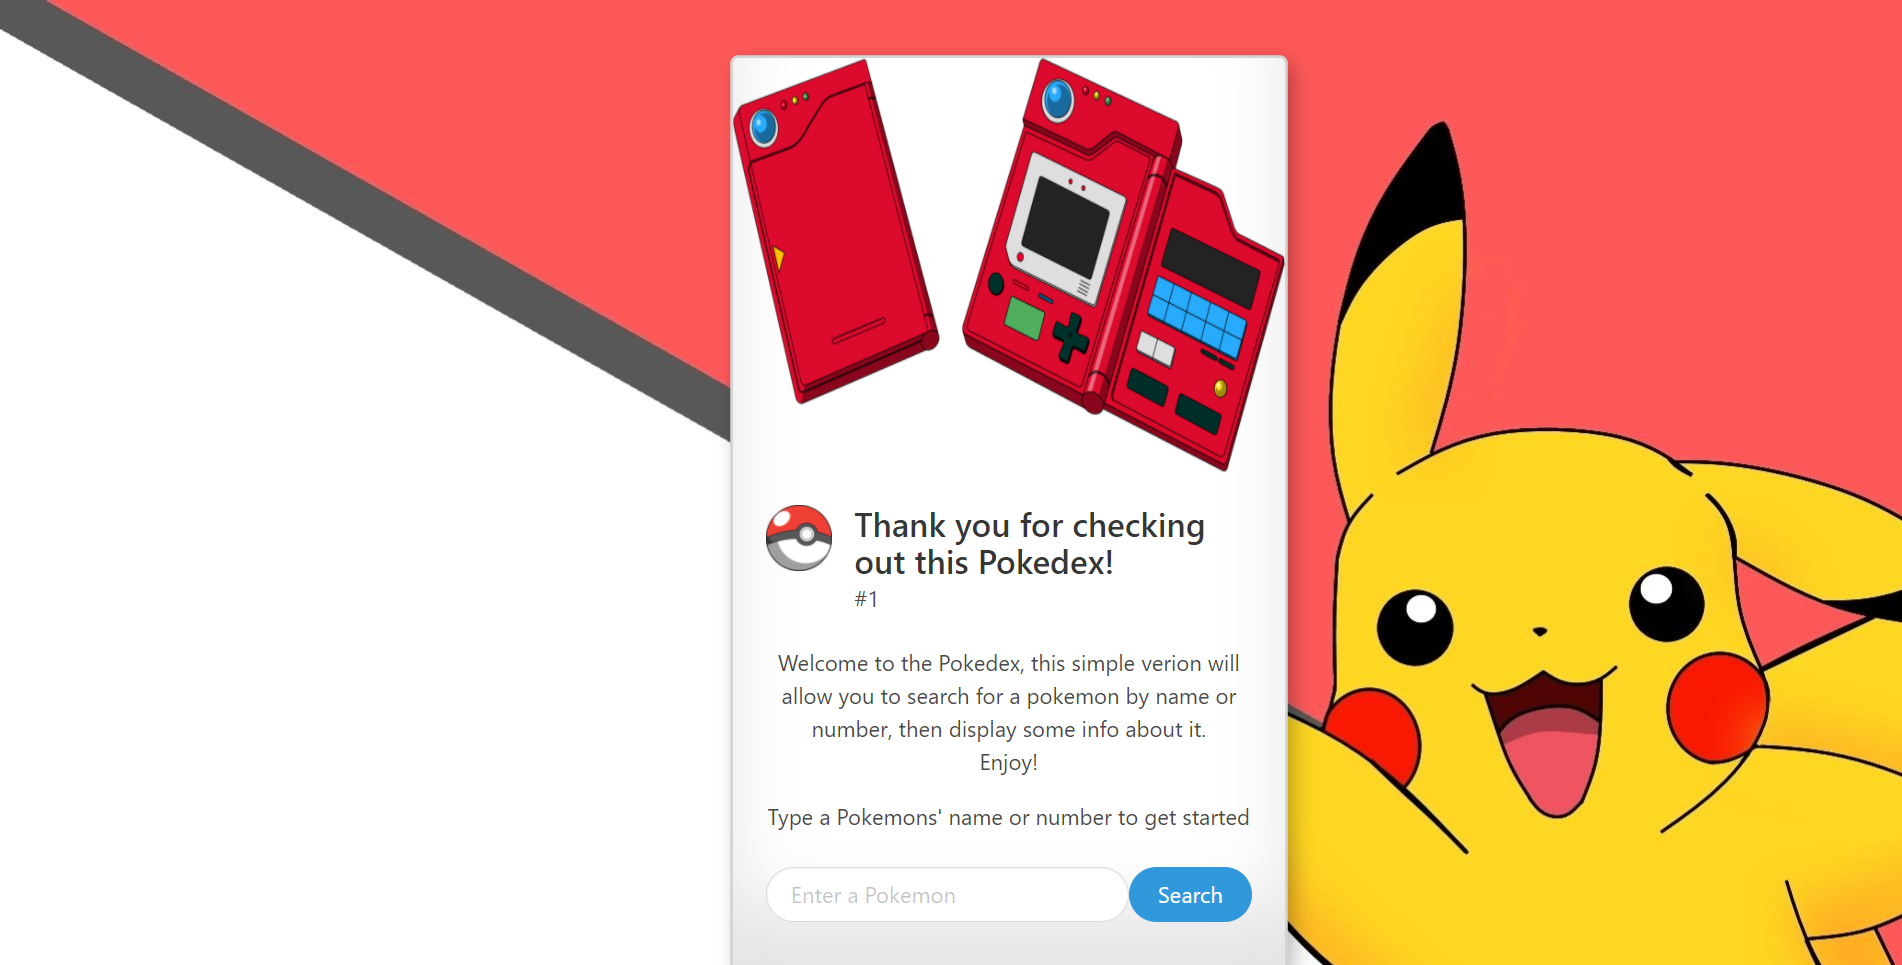 Thank you for checking
out this Pokedex!
#1
Welcome to the Pokedex, this simple verion will
allow you to search for a pokemon by name or
number, then display some info about it.
Enjoy!
Type a Pokemons' name or number to get started
Enter a Pokemon
Search